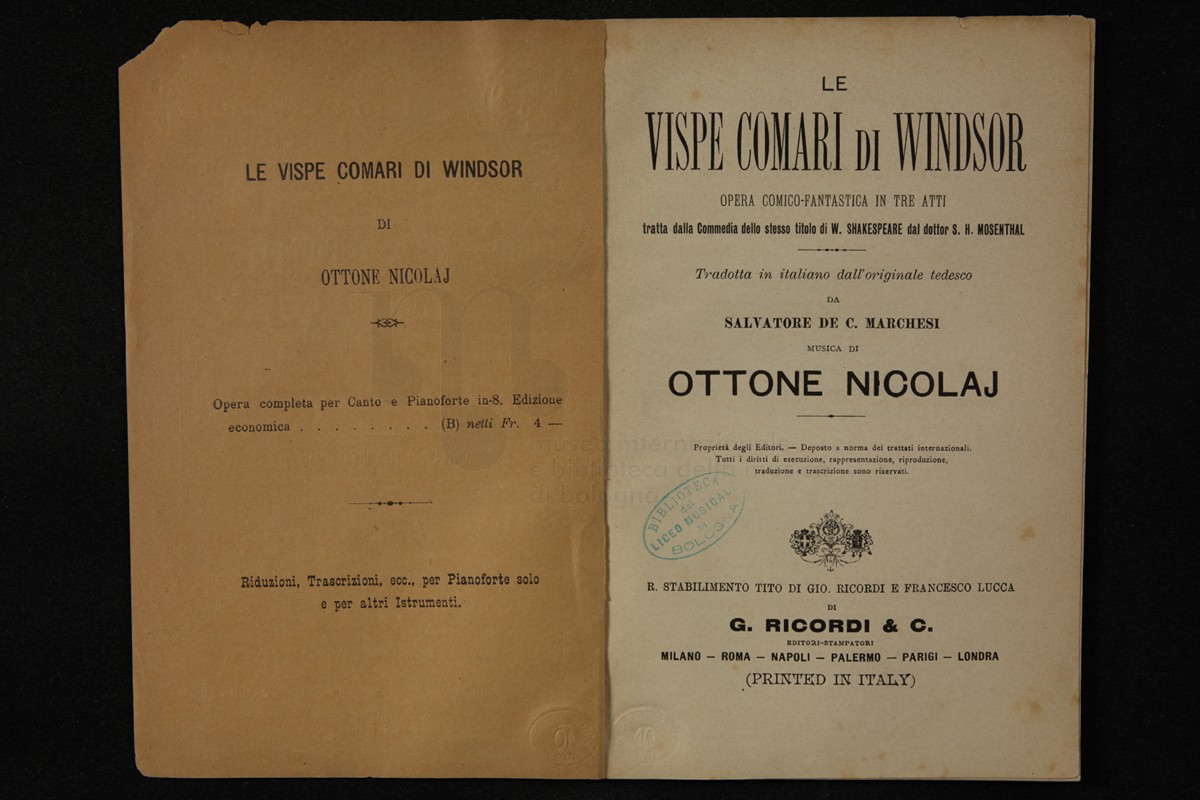 LE VISPE COMARI DI WINDSOR
DI
OTTONE NICOLAJ
Opera completa per Canto e Pianoforte in-8. Edizione
economica . . . . . . . . (B) netti Fr. 4 —
Riduzioni, Trascrizioni, ecc., per Pianoforte solo
e per altri Istrumenti.
LE
VISPE COMARI DI WINDSOR
OPERA COMICO-FANTASTICA IN TRE ATTI
tratta dalla Commedia dello stesso titolo di W. SHAKESPEARE dal dottor S. H. MOSENTHAL
Tradotta in italiano dall'originale tedesco
DA
SALVATORE DE C. MARCHESI
MUSICA DI
OTTONE NICOLAJ
Proprietà degli Editori. — Deposto a norma dei trattati internazionali.
Tutti i diritti di esecuzione, rappresentazione, riproduzione,
traduzione e trascrizione sono riservati.
BIBLIOTECA
del
LICEO MUSICALE
DI
BOLOGNA
R. STABILIMENTO TITO DI GIO. RICORDI E FRANCESCO LUCCA
DI
G. RICORDI & C.
EDITORI-STAMPATORI
MILANO — ROMA — NAPOLI — PALERMO — PARIGI — LONDRA
(PRINTED IN ITALY)